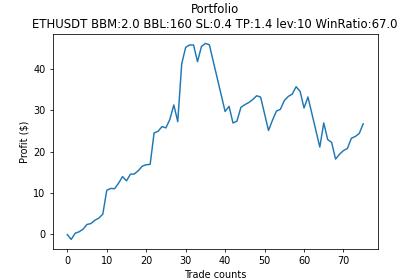 Portfolio
ETHUSDT BBM:2.0 BBL:160 SL:0.4 TP:1.4 lev:10 WinRatio:67.0
40
30
20
10
0
Profit ($)
0 10 20 30 40 50 60 70
Trade counts